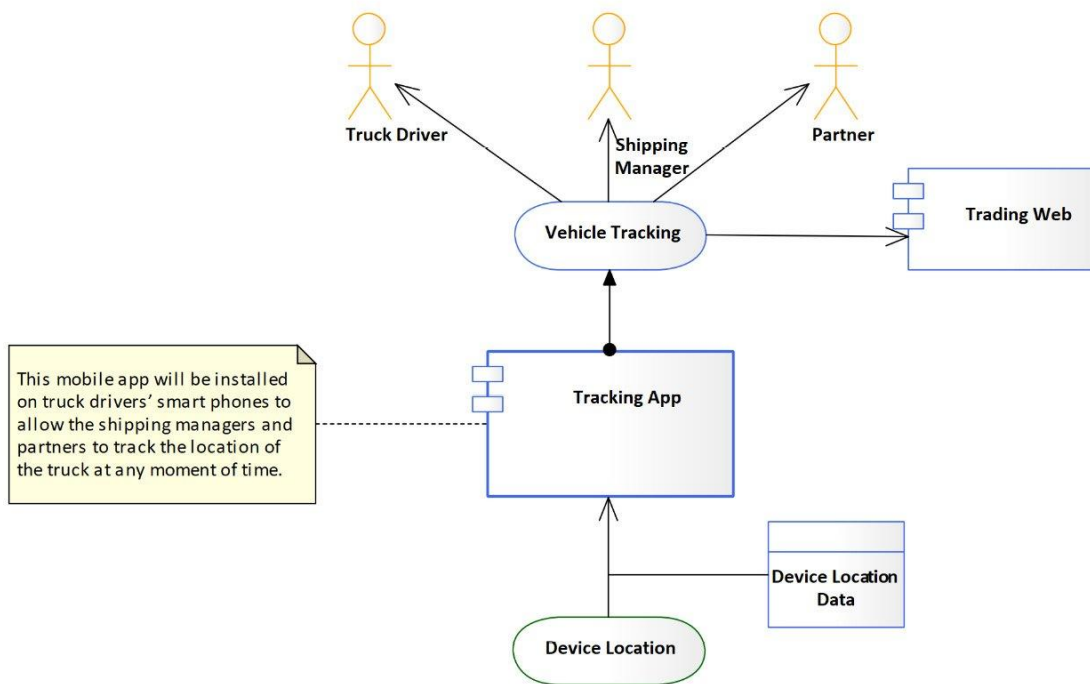 Truck Driver
Shipping
Manager
Partner
Vehicle Tracking
Trading Web
This mobile app will be installed
on truck drivers’ smart phones to
allow the shipping managers and
partners to track the location of
the truck at any moment of time.
Tracking App
Device Location
Data
Device Location